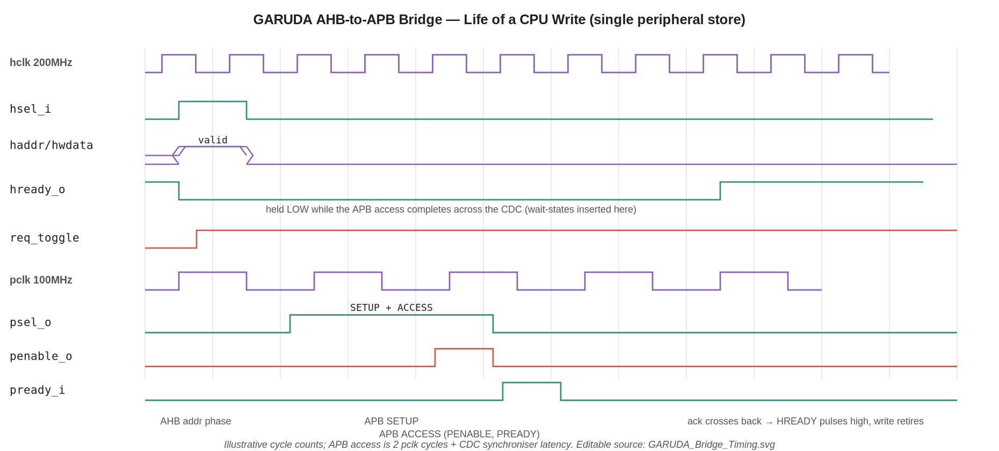 GARUDA AHB-to-APB Bridge — Life of a CPU Write (single peripheral store)
hclk 200MHz
hsel_i
valid
haddr/hwdata
hready_o
held LOW while the APB access completes across the CDC (wait-states inserted here)
req_toggle
pclk 100MHz
SETUP + ACCESS
psel_o
penable_o
pready_i
AHB addr phase
APB SETUP
ack crosses back → HREADY pulses high, write retires
APB ACCESS (PENABLE, PREADY)
Illustrative cycle counts; APB access is 2 pclk cycles + CDC synchroniser latency. Editable source: GARUDA_Bridge_Timing.svg